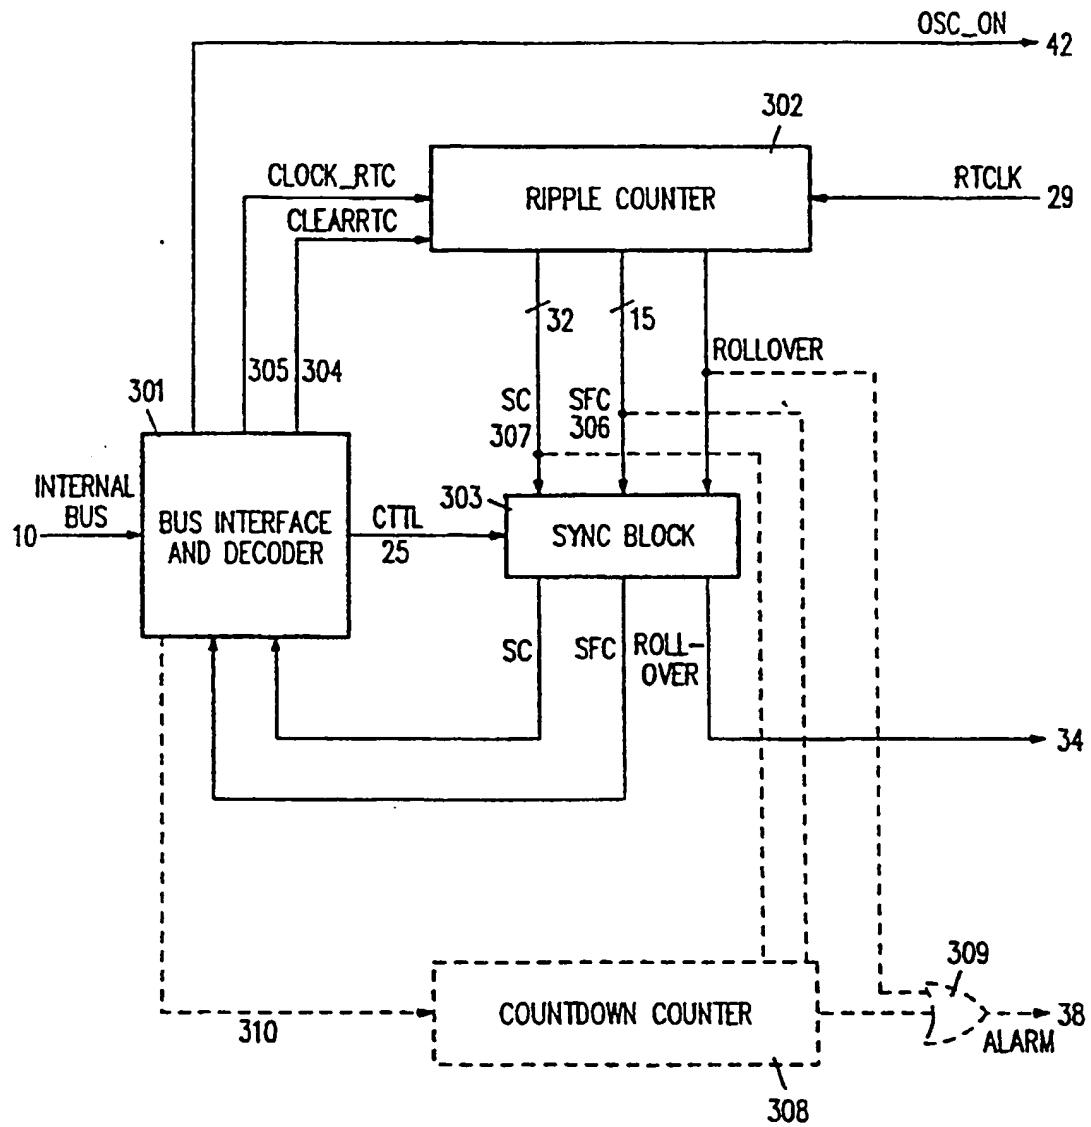 OSC_ON
42
302
CLOCK_RTC
RIPPLE COUNTER
RTCLK
29
CLEARRTC
32
15
ROLLOVER
305
304
301
SC
307
SFC
306
INTERNAL
BUS
10
BUS INTERFACE
AND DECODER
CTTL
25
303
SYNC BLOCK
SC
SFC
ROLL-
OVER
34
309
COUNTDOWN COUNTER
38
ALARM
310
308